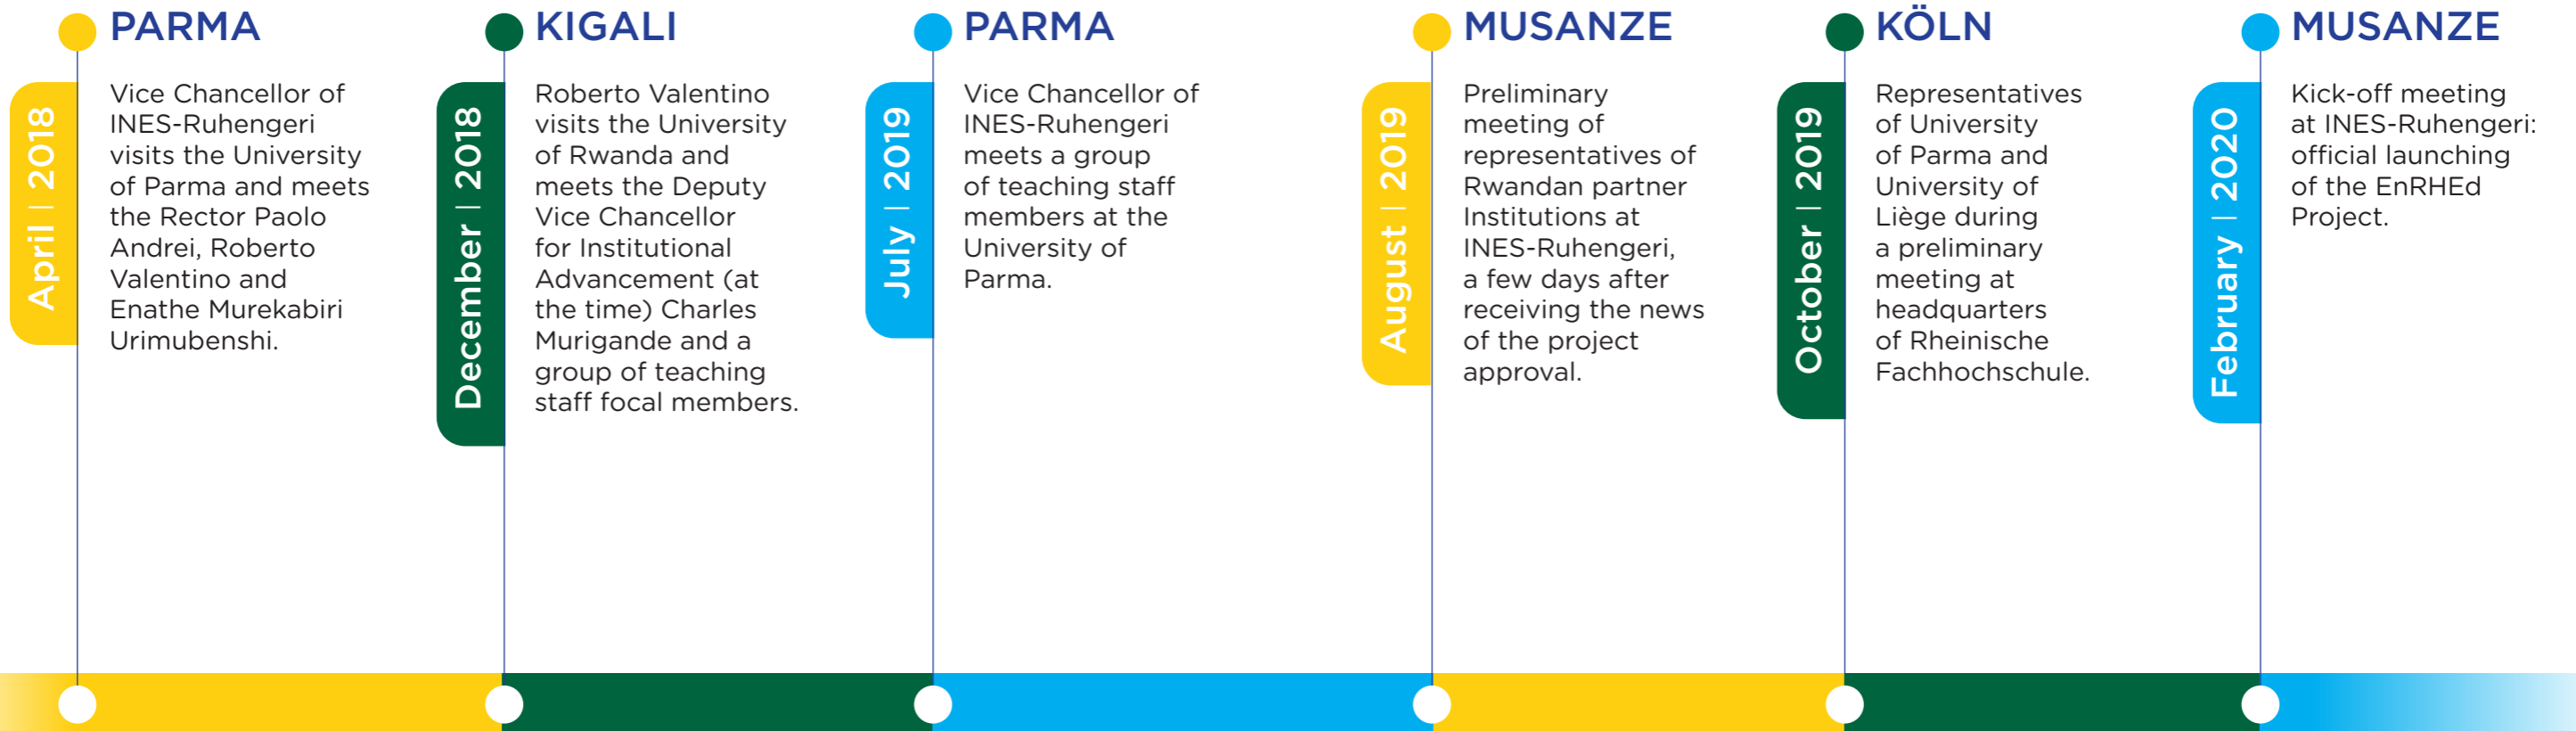 PARMA
April | 2018
Vice Chancellor of
INES-Ruhengeri
visits the University
of Parma and meets
the Rector Paolo
Andrei, Roberto
Valentino and
Enathe Murekabiri
Urimubenshi.
KIGALI
December | 2018
Roberto Valentino
visits the University
of Rwanda and
meets the Deputy
Vice Chancellor
for Institutional
Advancement (at
the time) Charles
Murigande and a
group of teaching
staff focal members.
PARMA
July | 2019
Vice Chancellor of
INES-Ruhengeri
meets a group
of teaching staff
members at the
University of
Parma.
MUSANZE
August | 2019
Preliminary
meeting of
representatives of
Rwandan partner
Institutions at
INES-Ruhengeri,
a few days after
receiving the news
of the project
approval.
KÖLN
October | 2019
Representatives
of University
of Parma and
University of
Liège during
a preliminary
meeting at
headquarters
of Rheinische
Fachhochschule.
MUSANZE
February | 2020
Kick-off meeting
at INES-Ruhengeri:
official launching
of the EnRHEd
Project.